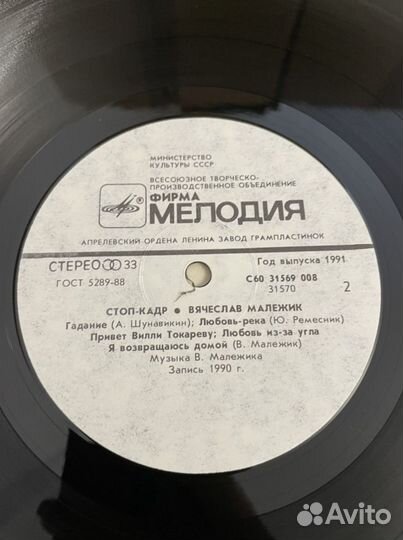 МИНИСТЕРСТВО
КУЛЬТУРЫ СССР
ВСЕСОЮЗНОЕ ТВОРЧЕСКО-
ПРОИЗВОДСТВЕННОЕ ОБЪЕДИНЕНИЕ
ФИРМА
МЕЛОДИЯ
АПРЕЛЕВСКИЙ ОРДЕНА ЛЕНИНА ЗАВОД ГРАМПЛАСТИНОК
СТЕРЕО 33
Год выпуска 1991
ГОСТ 5289-88
С60 31569 008
31570
2
СТОП-КАДР • ВЯЧЕСЛАВ МАЛЕЖИК
Гадание (А. Шунавикин); Любовь-река (Ю. Ремесник)
Привет Вилли Токареву; Любовь из-за угла
Я возвращаюсь домой (В. Малежик)
Музыка В. Малежика
Запись 1990 г.
Avito